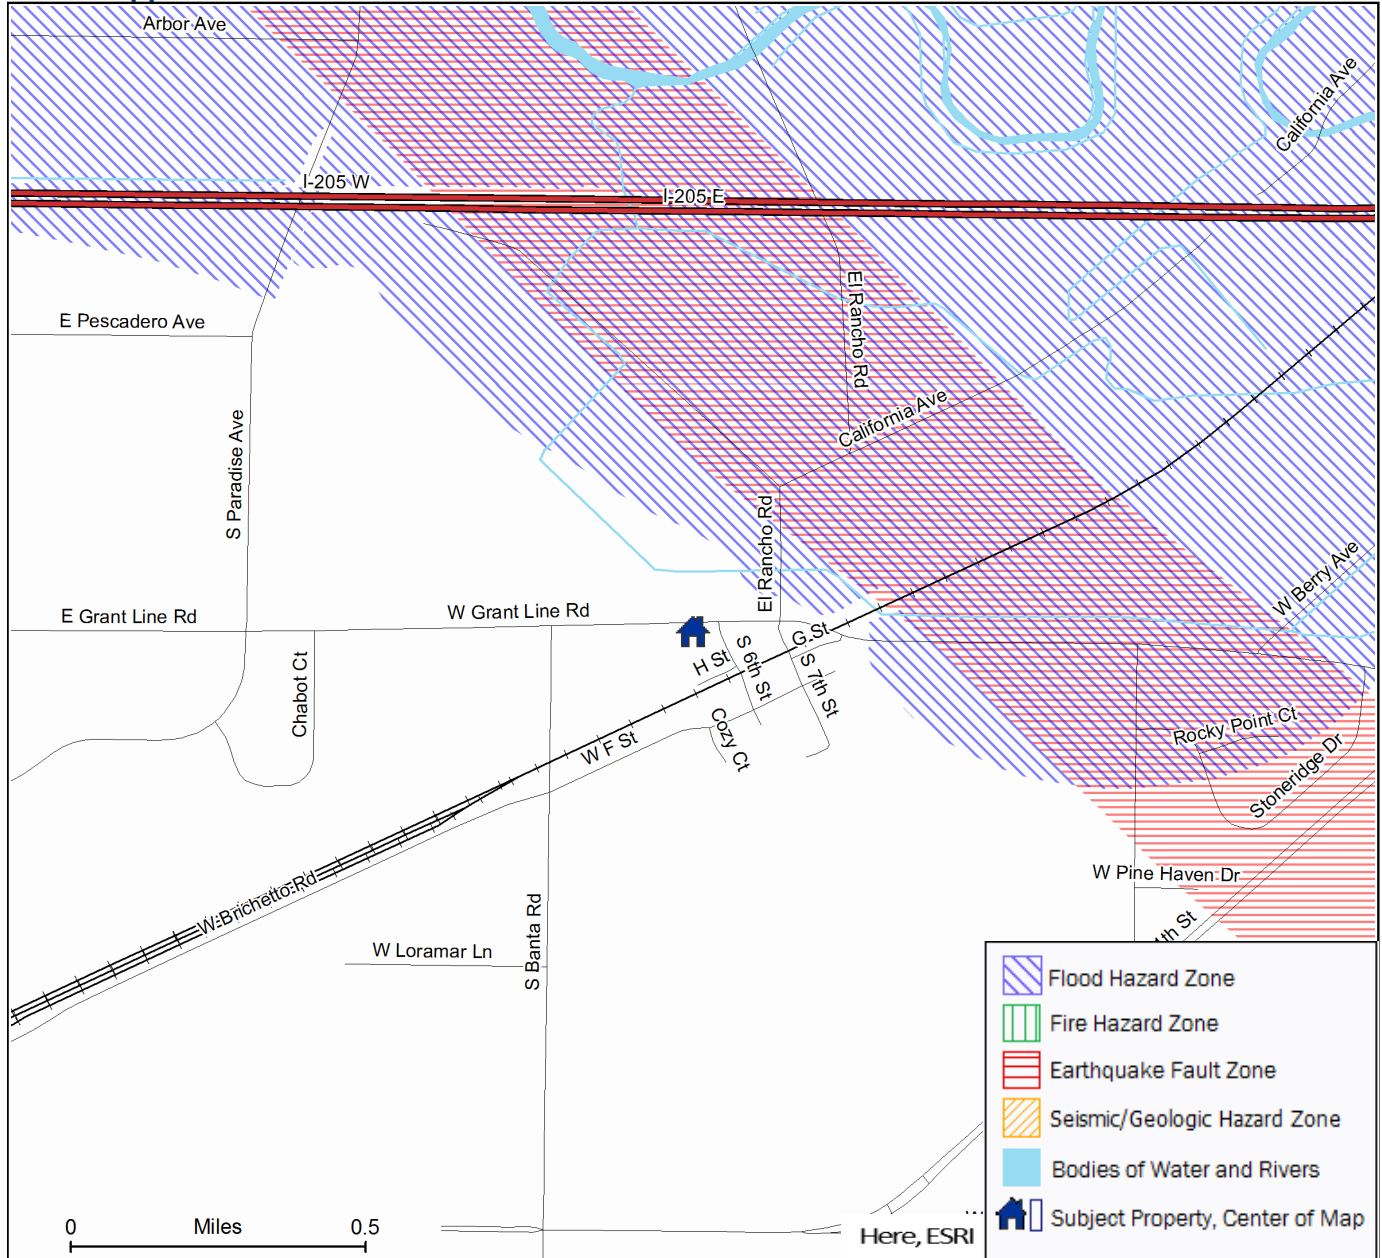 Arbor Ave
California Ave
I-205 W
I-205 E
El Rancho Rd
E Pescadero Ave
California Ave
S Paradise Ave
El Rancho Rd
W Berry Ave
E Grant Line Rd
W Grant Line Rd
G St
H St
S 6th St
S 7th St
Chabot Ct
Cozy Ct
W F St
Rocky Point Ct
Stoneridge Dr
W Pine Haven Dr
W Brichetto Rd
S Banta Rd
W Loramar Ln
Flood Hazard Zone
Fire Hazard Zone
Earthquake Fault Zone
Seismic/Geologic Hazard Zone
Bodies of Water and Rivers
Subject Property, Center of Map
0 Miles 0.5
Here, ESRI